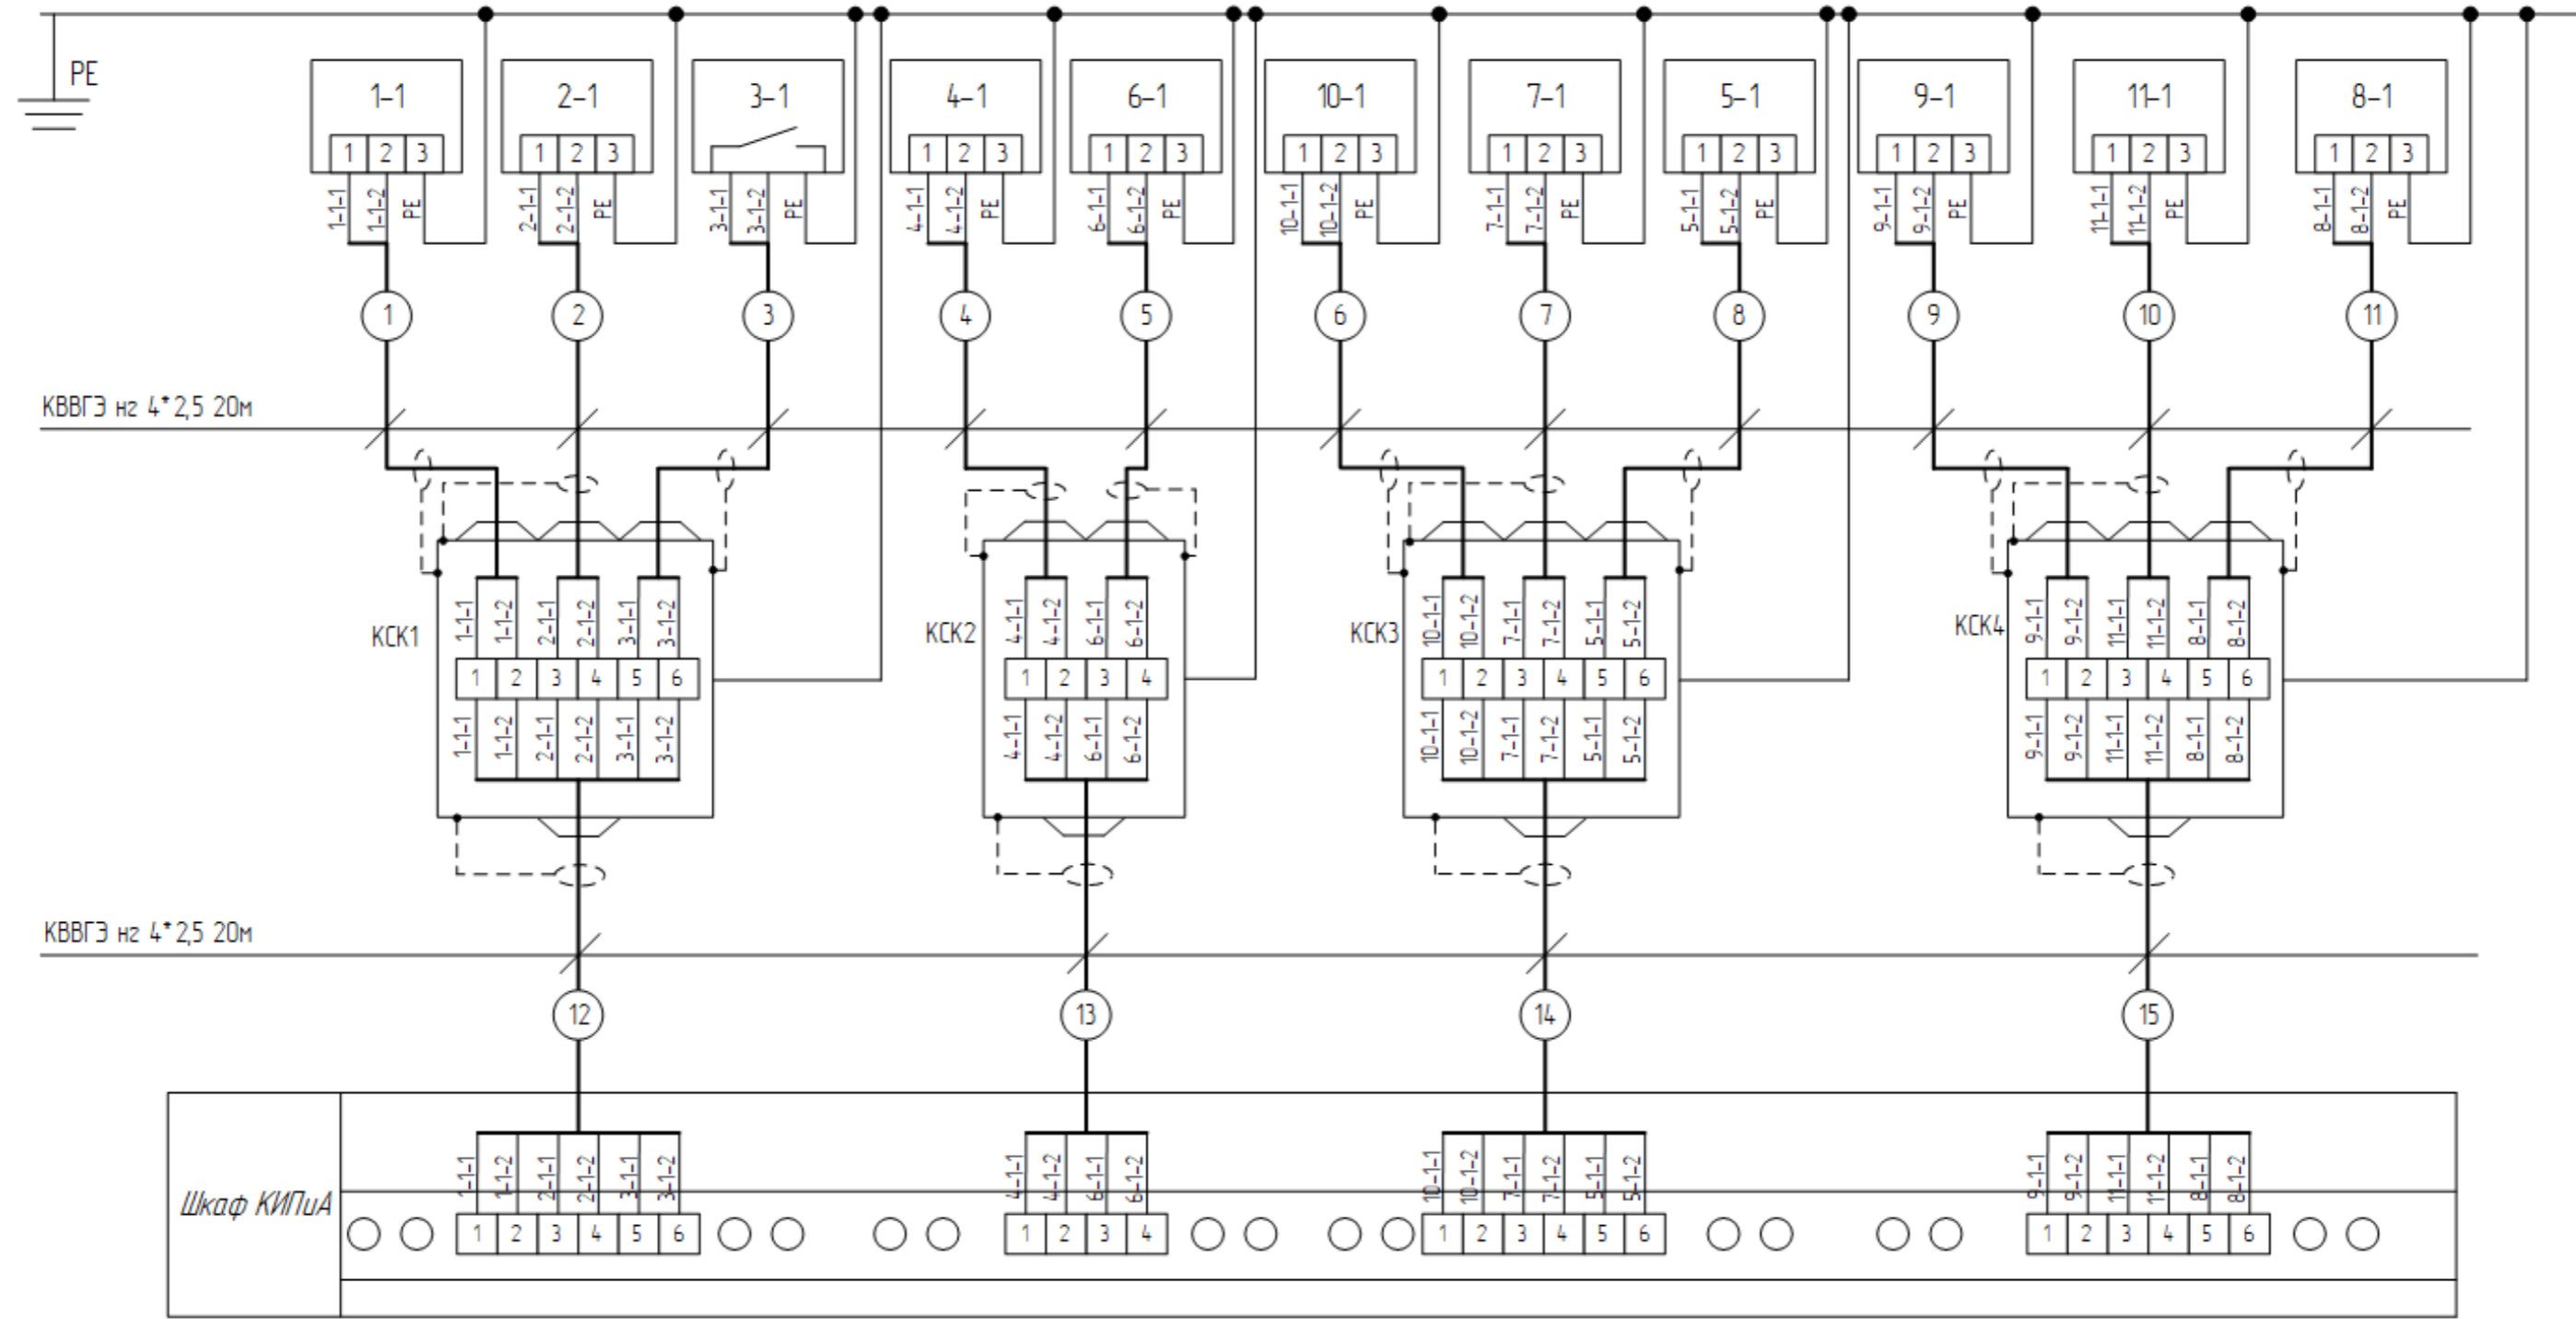 PE
1-1 2-1 3-1 4-1 6-1 10-1 7-1 5-1 9-1 11-1 8-1
1 2 3 1 2 3 1 2 3 1 2 3 1 2 3 1 2 3 1 2 3 1 2 3 1 2 3 1 2 3
1-1-1 1-1-2 PE 2-1-1 2-1-2 PE 3-1-1 3-1-2 PE 4-1-1 4-1-2 PE 6-1-1 6-1-2 PE 10-1-1 10-1-2 PE 7-1-1 7-1-2 PE 5-1-1 5-1-2 PE 9-1-1 9-1-2 PE 11-1-1 11-1-2 PE 8-1-1 8-1-2 PE
1 2 3 4 5 6 7 8 9 10 11
КВВГЭ нг 4*2,5 20м
1-1-1 1-1-2 2-1-1 2-1-2 3-1-1 3-1-2 4-1-1 4-1-2 6-1-1 6-1-2 10-1-1 10-1-2 7-1-1 7-1-2 5-1-1 5-1-2 9-1-1 9-1-2 11-1-1 11-1-2 8-1-1 8-1-2
КСК1 КСК2 КСК3 КСК4
1 2 3 4 5 6 1 2 3 4 1 2 3 4 5 6 1 2 3 4 5 6
1-1-1 1-1-2 2-1-1 2-1-2 3-1-1 3-1-2 4-1-1 4-1-2 6-1-1 6-1-2 10-1-1 10-1-2 7-1-1 7-1-2 5-1-1 5-1-2 9-1-1 9-1-2 11-1-1 11-1-2 8-1-1 8-1-2
КВВГЭ нг 4*2,5 20м
12 13 14 15
1-1-1 1-1-2 2-1-1 2-1-2 3-1-1 3-1-2 4-1-1 4-1-2 6-1-1 6-1-2 10-1-1 10-1-2 7-1-1 7-1-2 5-1-1 5-1-2 9-1-1 9-1-2 11-1-1 11-1-2 8-1-1 8-1-2
Шкаф КИПиА
1 2 3 4 5 6 1 2 3 4 1 2 3 4 5 6 1 2 3 4 5 6